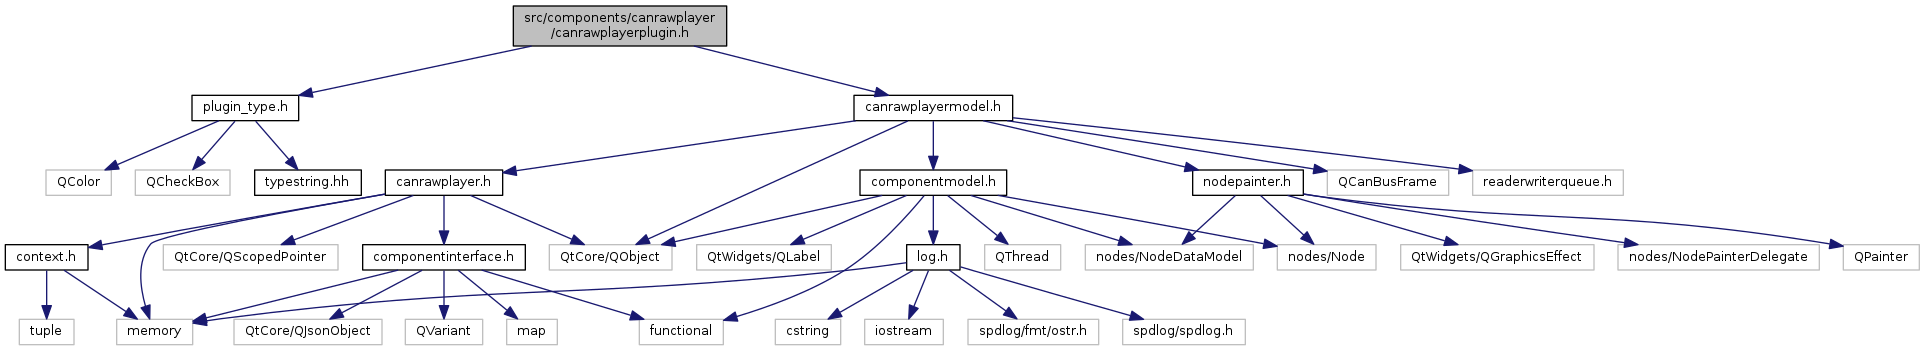 src/components/canrawplayer
/canrawplayerplugin.h
plugin_type.h
canrawplayermodel.h
QColor
QCheckBox
typestring.hh
canrawplayer.h
componentmodel.h
nodepainter.h
QCanBusFrame
readerwriterqueue.h
context.h
QtCore/QScopedPointer
componentinterface.h
QtCore/QObject
QtWidgets/QLabel
log.h
QThread
nodes/NodeDataModel
nodes/Node
QtWidgets/QGraphicsEffect
nodes/NodePainterDelegate
QPainter
tuple
memory
QtCore/QJsonObject
QVariant
map
functional
cstring
iostream
spdlog/fmt/ostr.h
spdlog/spdlog.h